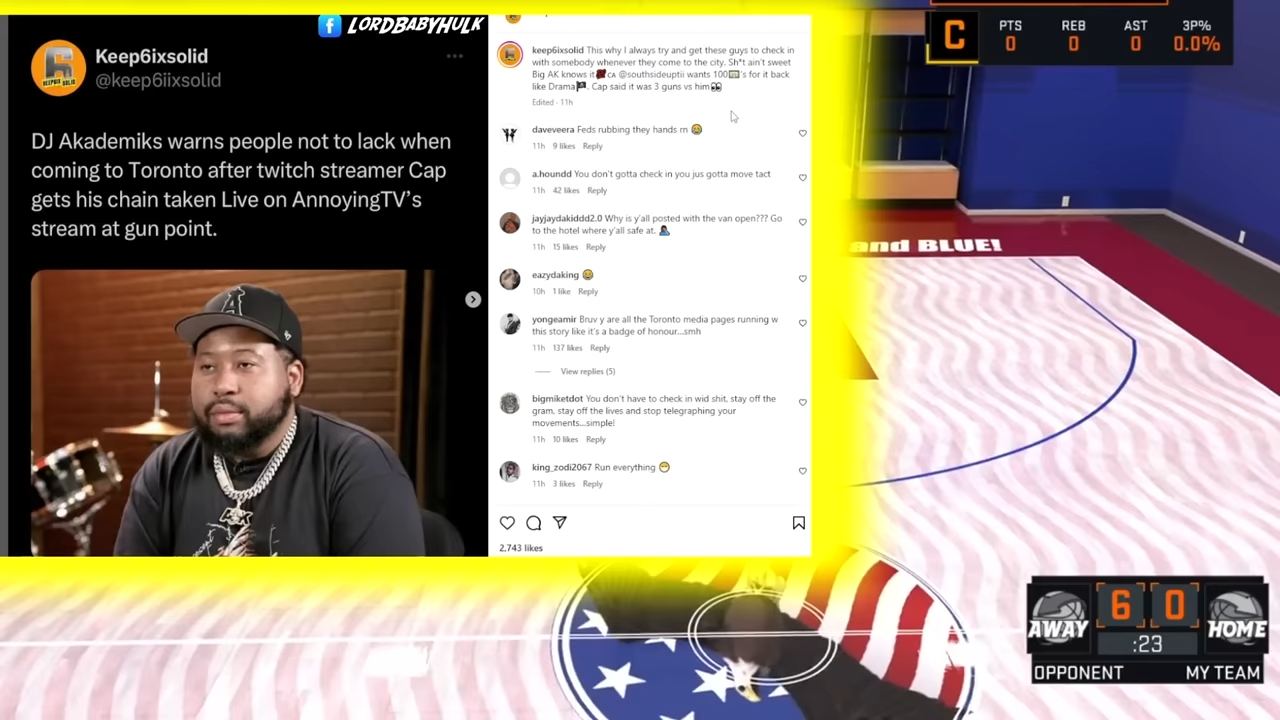 LORDBABYHULK
Keep6ixsolid
@keep6iixsolid
DJ Akademiks warns people not to lack when
coming to Toronto after twitch streamer Cap
gets his chain taken Live on AnnoyingTV’s
stream at gun point.
keep6ixsolid This why I always try and get these guys to check in
with somebody whenever they come to the city. Sh*t ain't sweet
Big AK knows it ca @southsideuptii wants 100 's for it back
like Drama. Cap said it was 3 guns vs him
Edited · 11h
daveveera Feds rubbing they hands rn 😂
11h 9 likes Reply
a.houndd You don't gotta check in you jus gotta move tact
11h 42 likes Reply
jayjaydakiddd2.0 Why is y'all posted with the van open??? Go
to the hotel where y'all safe at.
11h 15 likes Reply
eazydaking 😂
10h 1 like Reply
yongeamir Bruv y are all the Toronto media pages running w
this story like it's a badge of honour...smh
11h 137 likes Reply
View replies (5)
bigmiketdot You don't have to check in wid shit, stay off the
gram, stay off the lives and stop telegraphing your
movements...simple!
11h 10 likes Reply
king_zodi2067 Run everything 😁
11h 3 likes Reply
2,743 likes
C
PTS REB AST 3P%
0 0 0 0.0%
and BLUE!
6 0
AWAY :23 HOME
OPPONENT MY TEAM